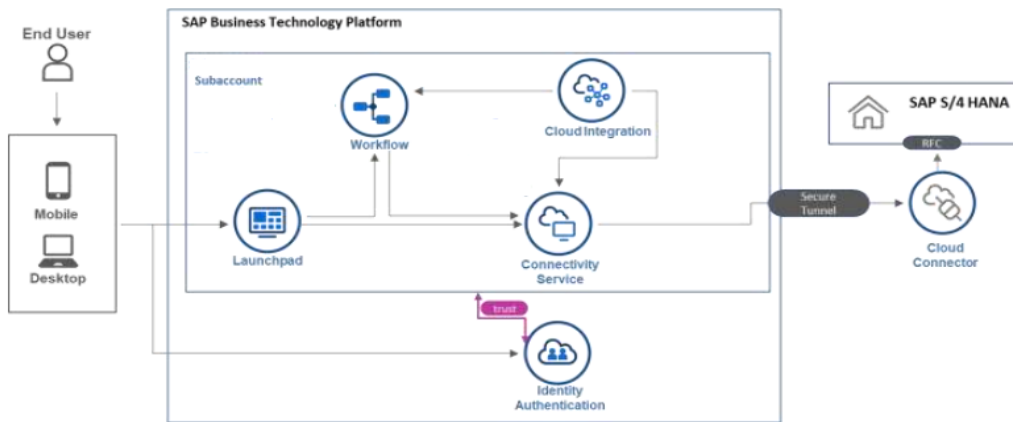 SAP Business Technology Platform
End User
Subaccount
SAP S/4 HANA
Cloud Integration
Workflow
RFC
Mobile
Secure
Tunnel
Desktop
Launchpad
Connectivity
Service
Cloud
Connector
trust
Identity
Authentication